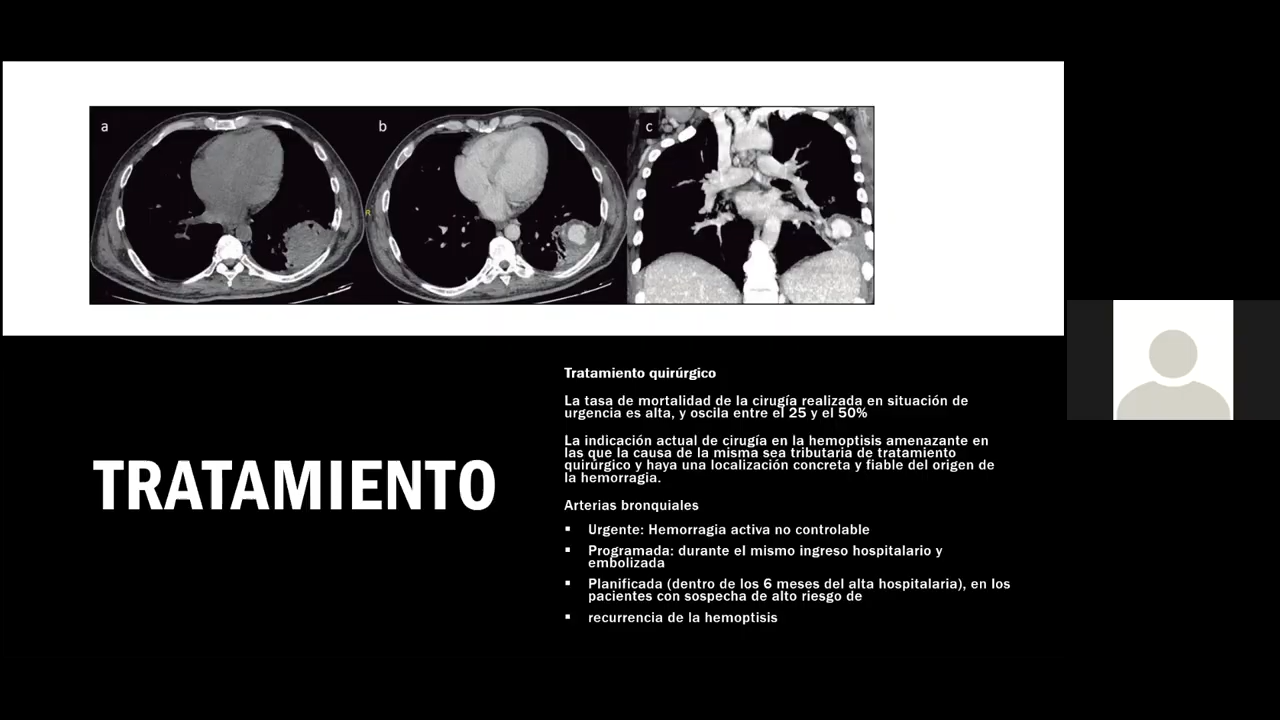 a
b
c
R
Tratamiento quirúrgico
La tasa de mortalidad de la cirugía realizada en situación de
urgencia es alta, y oscila entre el 25 y el 50%
La indicación actual de cirugía en la hemoptisis amenazante en
las que la causa de la misma sea tributaria de tratamiento
quirúrgico y haya una localización concreta y fiable del origen de
la hemorragia.
TRATAMIENTO
Arterias bronquiales
▪ Urgente: Hemorragia activa no controlable
▪ Programada: durante el mismo ingreso hospitalario y
embolizada
▪ Planificada (dentro de los 6 meses del alta hospitalaria), en los
pacientes con sospecha de alto riesgo de
▪ recurrencia de la hemoptisis